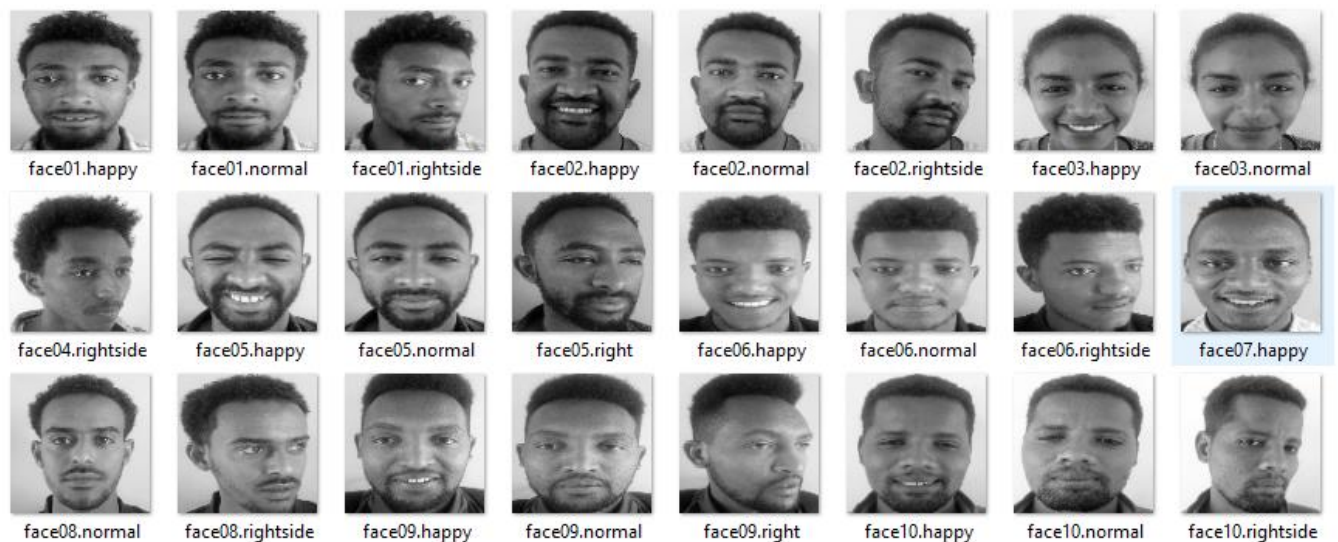 face01.happy face01.normal face01.rightside face02.happy face02.normal face02.rightside face03.happy face03.normal
face04.rightside face05.happy face05.normal face05.right face06.happy face06.normal face06.rightside face07.happy
face08.normal face08.rightside face09.happy face09.normal face09.right face10.happy face10.normal face10.rightside